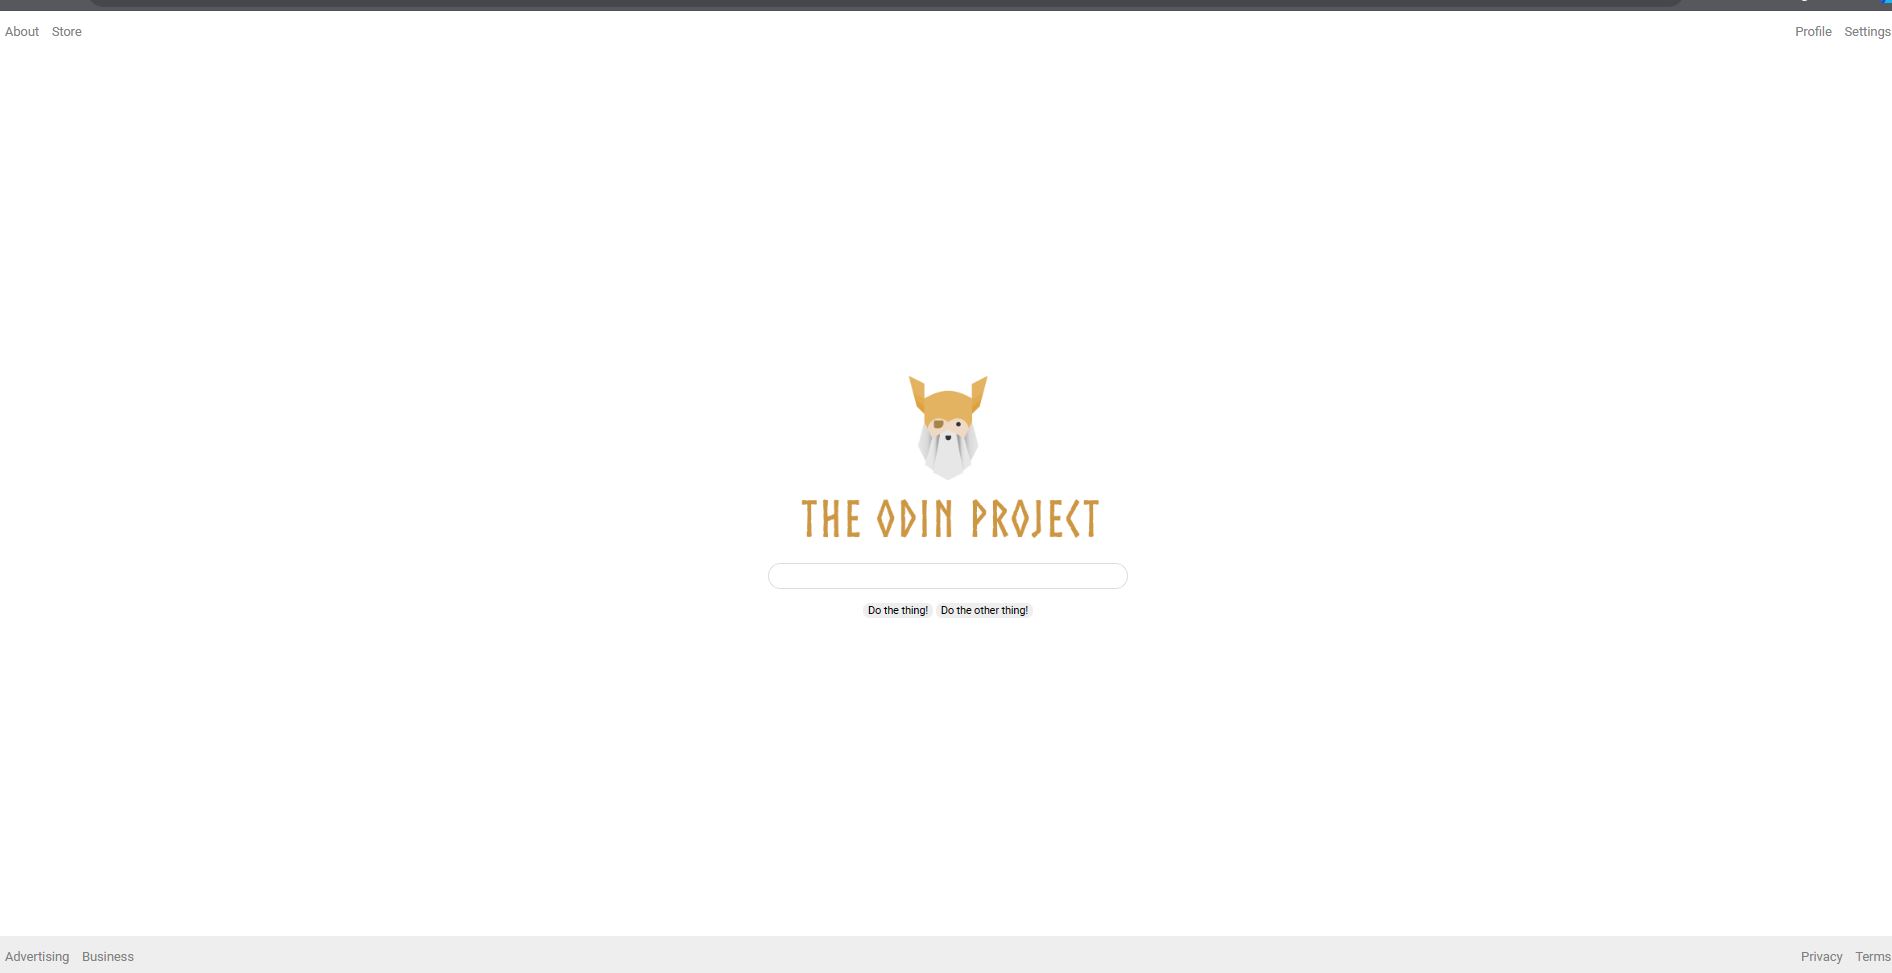 About Store Profile Settings
THE ODIN PROJECT
Do the thing! Do the other thing!
Advertising Business Privacy Terms